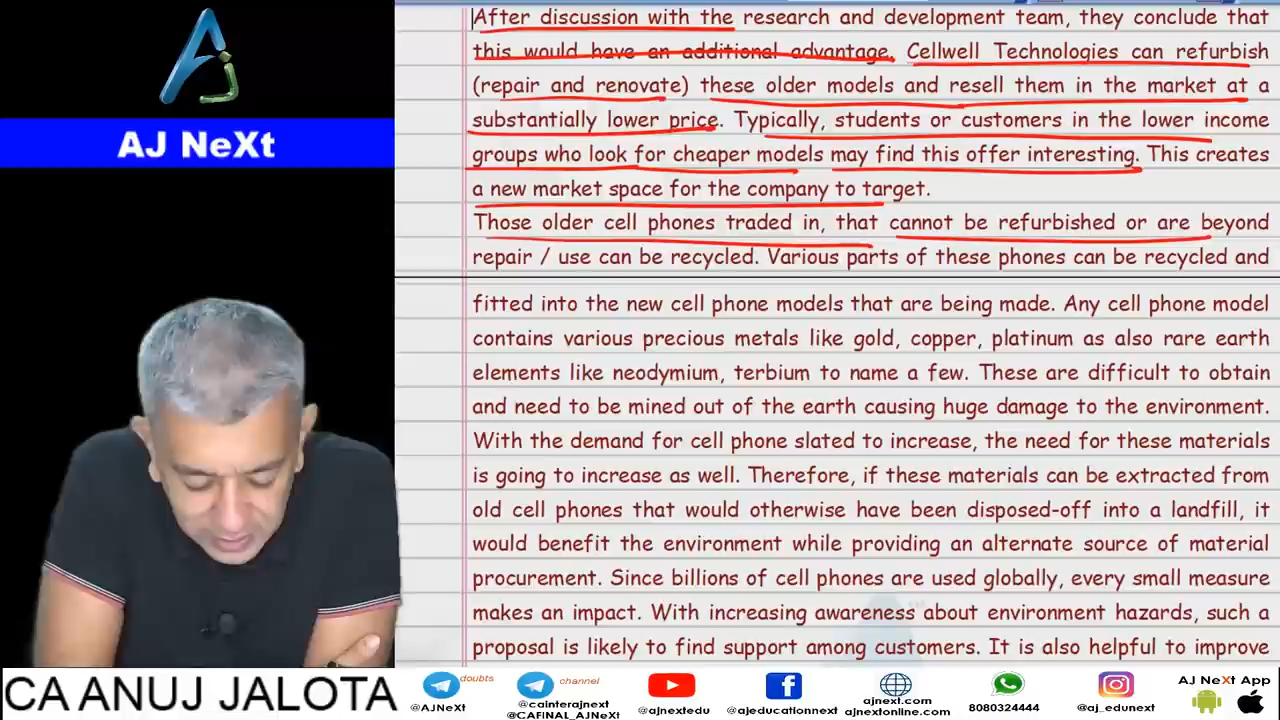 AJ NeXt
After discussion with the research and development team, they conclude that
this would have an additional advantage. Cellwell Technologies can refurbish
(repair and renovate) these older models and resell them in the market at a
substantially lower price. Typically, students or customers in the lower income
groups who look for cheaper models may find this offer interesting. This creates
a new market space for the company to target.
Those older cell phones traded in, that cannot be refurbished or are beyond
repair / use can be recycled. Various parts of these phones can be recycled and
fitted into the new cell phone models that are being made. Any cell phone model
contains various precious metals like gold, copper, platinum as also rare earth
elements like neodymium, terbium to name a few. These are difficult to obtain
and need to be mined out of the earth causing huge damage to the environment.
With the demand for cell phone slated to increase, the need for these materials
is going to increase as well. Therefore, if these materials can be extracted from
old cell phones that would otherwise have been disposed-off into a landfill, it
would benefit the environment while providing an alternate source of material
procurement. Since billions of cell phones are used globally, every small measure
makes an impact. With increasing awareness about environment hazards, such a
proposal is likely to find support among customers. It is also helpful to improve
CA ANUJ JALOTA
doubts
@AJNeXt
channel
@cainterajnext
@CAFINAL_AJNeXt
@ajnextedu
@ajeducationnext
ajnext.com
ajnextonline.com
8080324444
@aj_edunext
AJ NeXt App